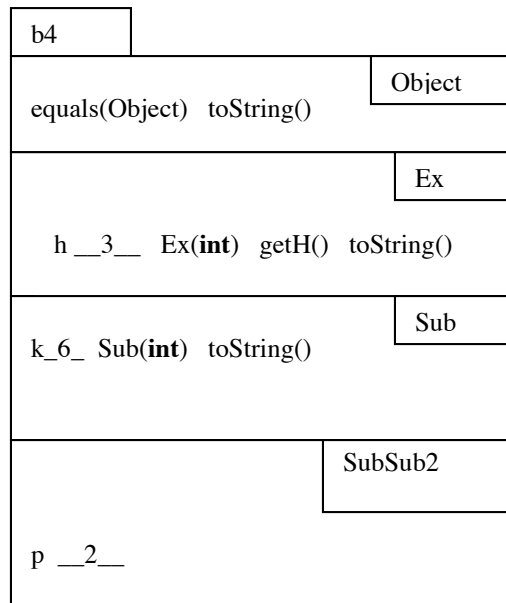 b4
Object
equals(Object) toString()
Ex
h __3__ Ex(int) getH() toString()
Sub
k_6_ Sub(int) toString()
SubSub2
p __2__